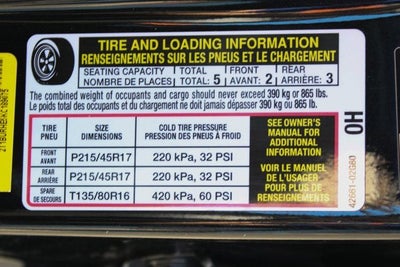 TIRE AND LOADING INFORMATION
RENSEIGNEMENTS SUR LES PNEUS ET LE CHARGEMENT
SEATING CAPACITY | TOTAL | FRONT | REAR
NOMBRE DE PLACES | TOTAL: 5 | AVANT: 2 | ARRIÈRE: 3
The combined weight of occupants and cargo should never exceed 390 kg or 865 lb.
Le poids total des occupants et du chargement ne doit jamais dépasser 390 kg ou 865 lb.
TIRE SIZE COLD TIRE PRESSURE
PNEU DIMENSIONS PRESSION DES PNEUS À FROID
FRONT
AVANT P215/45R17 220 kPa, 32 PSI
REAR
ARRIÈRE P215/45R17 220 kPa, 32 PSI
SPARE
DE SECOURS T135/80R16 420 kPa, 60 PSI
SEE OWNER'S
MANUAL FOR
ADDITIONAL
INFORMATION
VOIR LE MANUEL
DE L'USAGER
POUR PLUS DE
RENSEIGNEMENTS
0H
42661-02G80